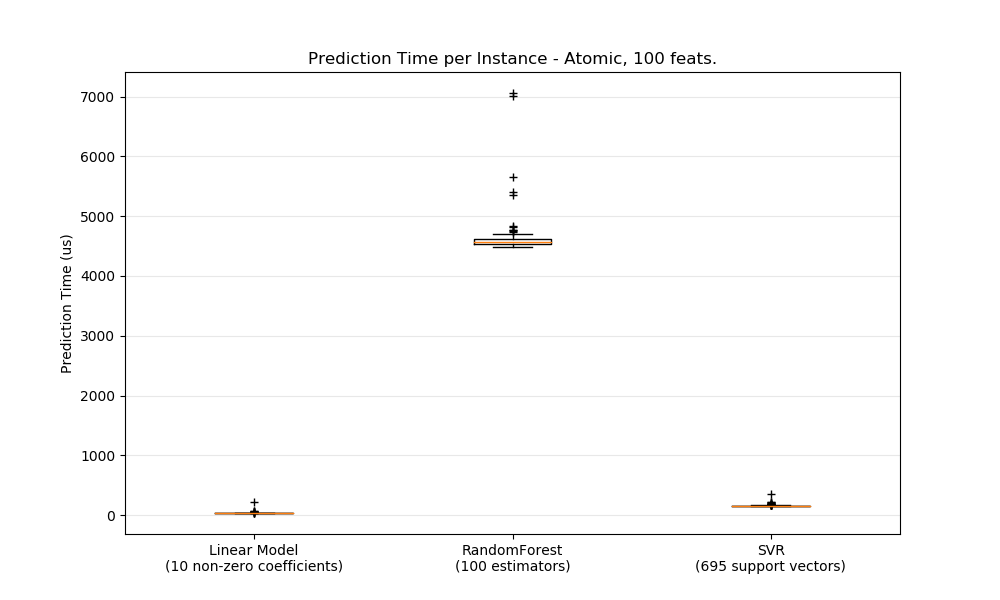 Prediction Time per Instance - Atomic, 100 feats.
7000
6000
5000
4000
3000
2000
1000
0
Prediction Time (us)
Linear Model
(10 non-zero coefficients)
RandomForest
(100 estimators)
SVR
(695 support vectors)